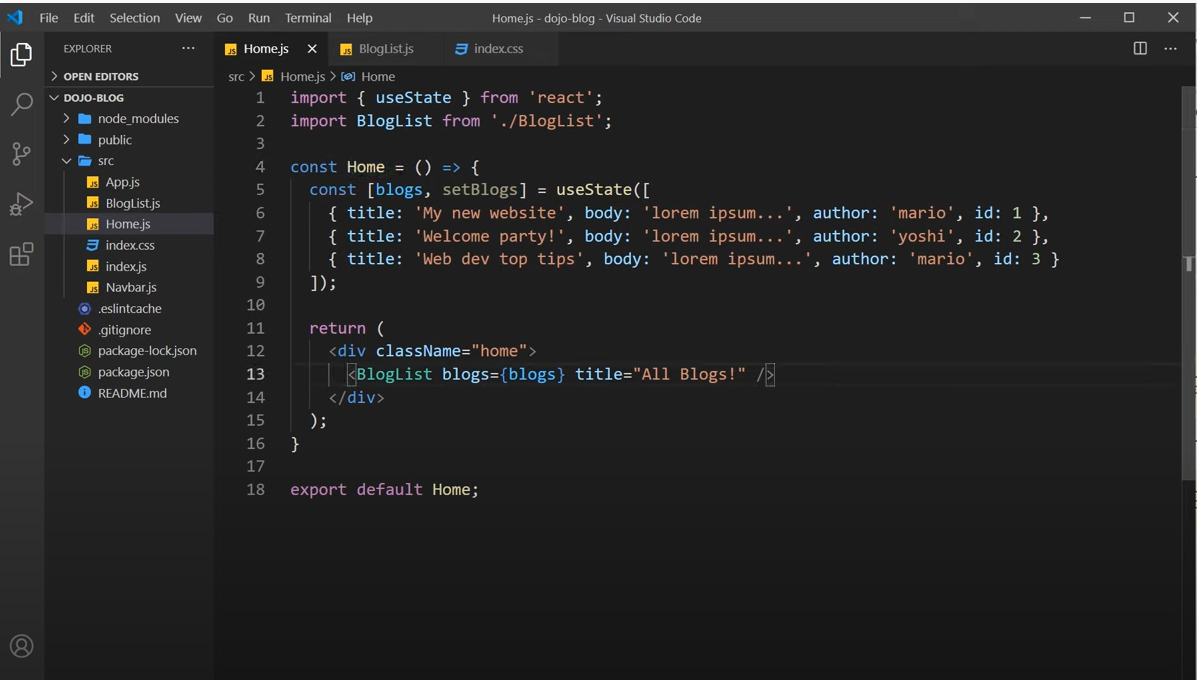 File Edit Selection View Go Run Terminal Help Home.js - dojo-blog - Visual Studio Code
EXPLORER
OPEN EDITORS
DOJO-BLOG
node_modules
public
src
App.js
BlogList.js
Home.js
index.css
index.js
Navbar.js
.eslintcache
.gitignore
package-lock.json
package.json
README.md
Home.js BlogList.js index.css
src > Home.js > Home
1 import { useState } from 'react';
2 import BlogList from './BlogList';
3
4 const Home = () => {
5   const [blogs, setBlogs] = useState([
6     { title: 'My new website', body: 'lorem ipsum...', author: 'mario', id: 1 },
7     { title: 'Welcome party!', body: 'lorem ipsum...', author: 'yoshi', id: 2 },
8     { title: 'Web dev top tips', body: 'lorem ipsum...', author: 'mario', id: 3 }
9   ]);
10
11   return (
12     <div className="home">
13       <BlogList blogs={blogs} title="All Blogs!" />
14     </div>
15   );
16 }
17
18 export default Home;